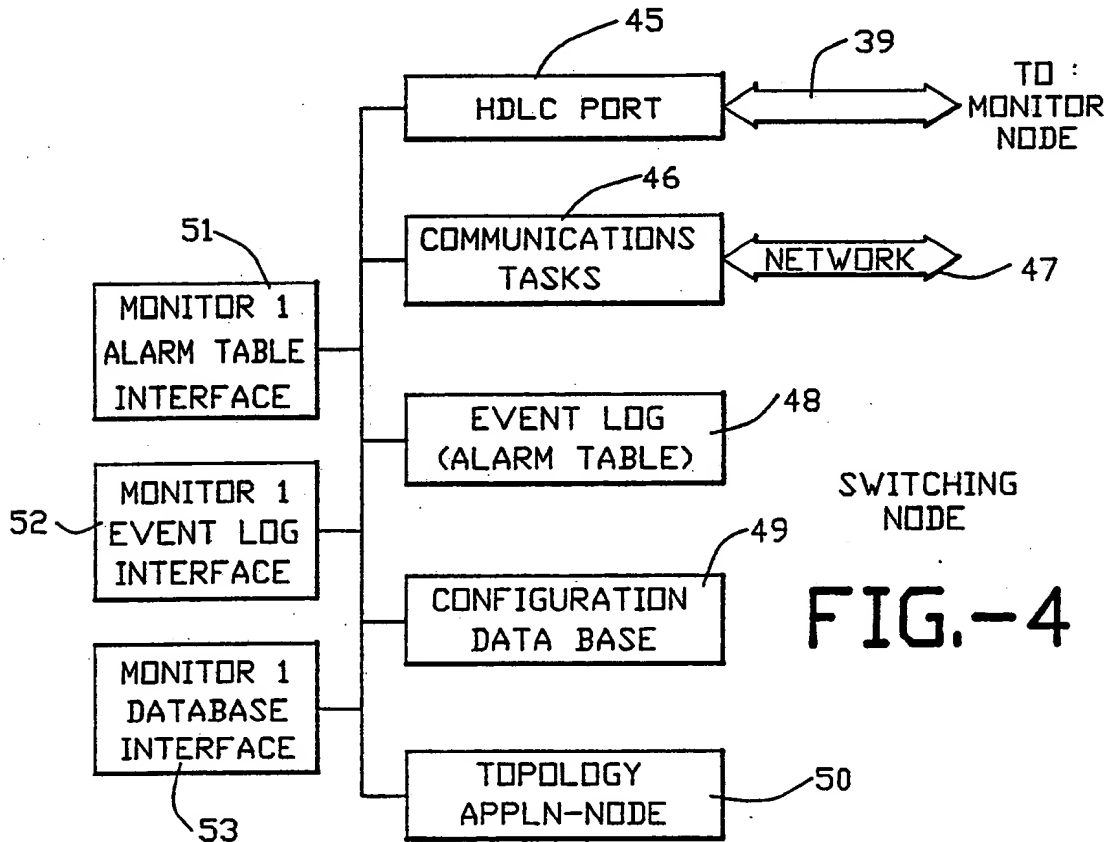 45
39
HDLC PORT
TO :
MONITOR
NODE
46
COMMUNICATIONS
TASKS
NETWORK
47
51
MONITOR 1
ALARM TABLE
INTERFACE
48
EVENT LOG
(ALARM TABLE)
52
MONITOR 1
EVENT LOG
INTERFACE
SWITCHING
NODE
49
CONFIGURATION
DATA BASE
FIG.-4
MONITOR 1
DATABASE
INTERFACE
53
TOPOLOGY
APPLN-NODE
50